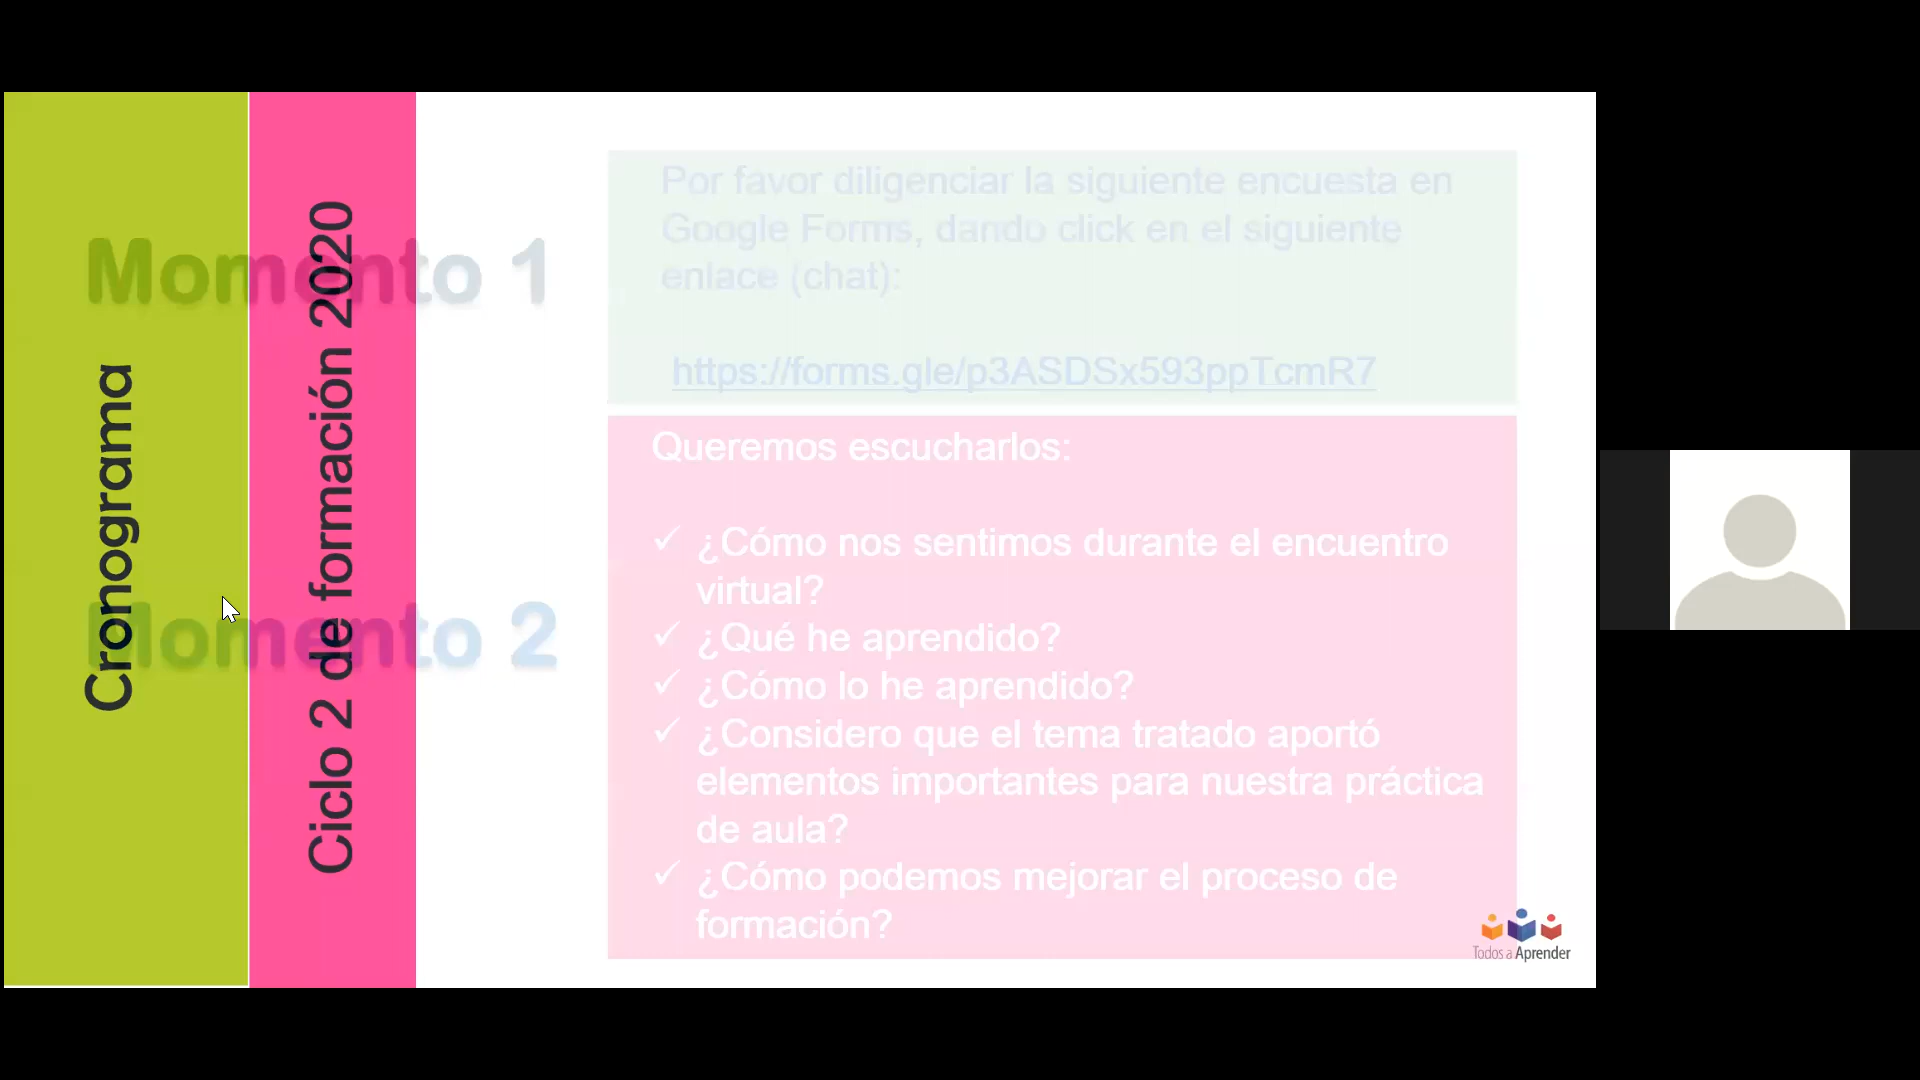 Cronograma
Ciclo 2 de formación 2020
Momento 1
Por favor diligenciar la siguiente encuesta en
Google Forms, dando click en el siguiente
enlace (chat):
https://forms.gle/p3ASDSx593ppTcmR7
Momento 2
Queremos escucharlos:
✓ ¿Cómo nos sentimos durante el encuentro
virtual?
✓ ¿Qué he aprendido?
✓ ¿Cómo lo he aprendido?
✓ ¿Considero que el tema tratado aportó
elementos importantes para nuestra práctica
de aula?
✓ ¿Cómo podemos mejorar el proceso de
formación?
Todos a Aprender